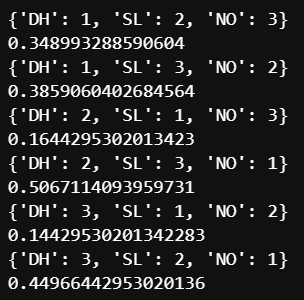 {'DH': 1, 'SL': 2, 'NO': 3}
0.348993288590604
{'DH': 1, 'SL': 3, 'NO': 2}
0.3859060402684564
{'DH': 2, 'SL': 1, 'NO': 3}
0.1644295302013423
{'DH': 2, 'SL': 3, 'NO': 1}
0.5067114093959731
{'DH': 3, 'SL': 1, 'NO': 2}
0.14429530201342283
{'DH': 3, 'SL': 2, 'NO': 1}
0.44966442953020136